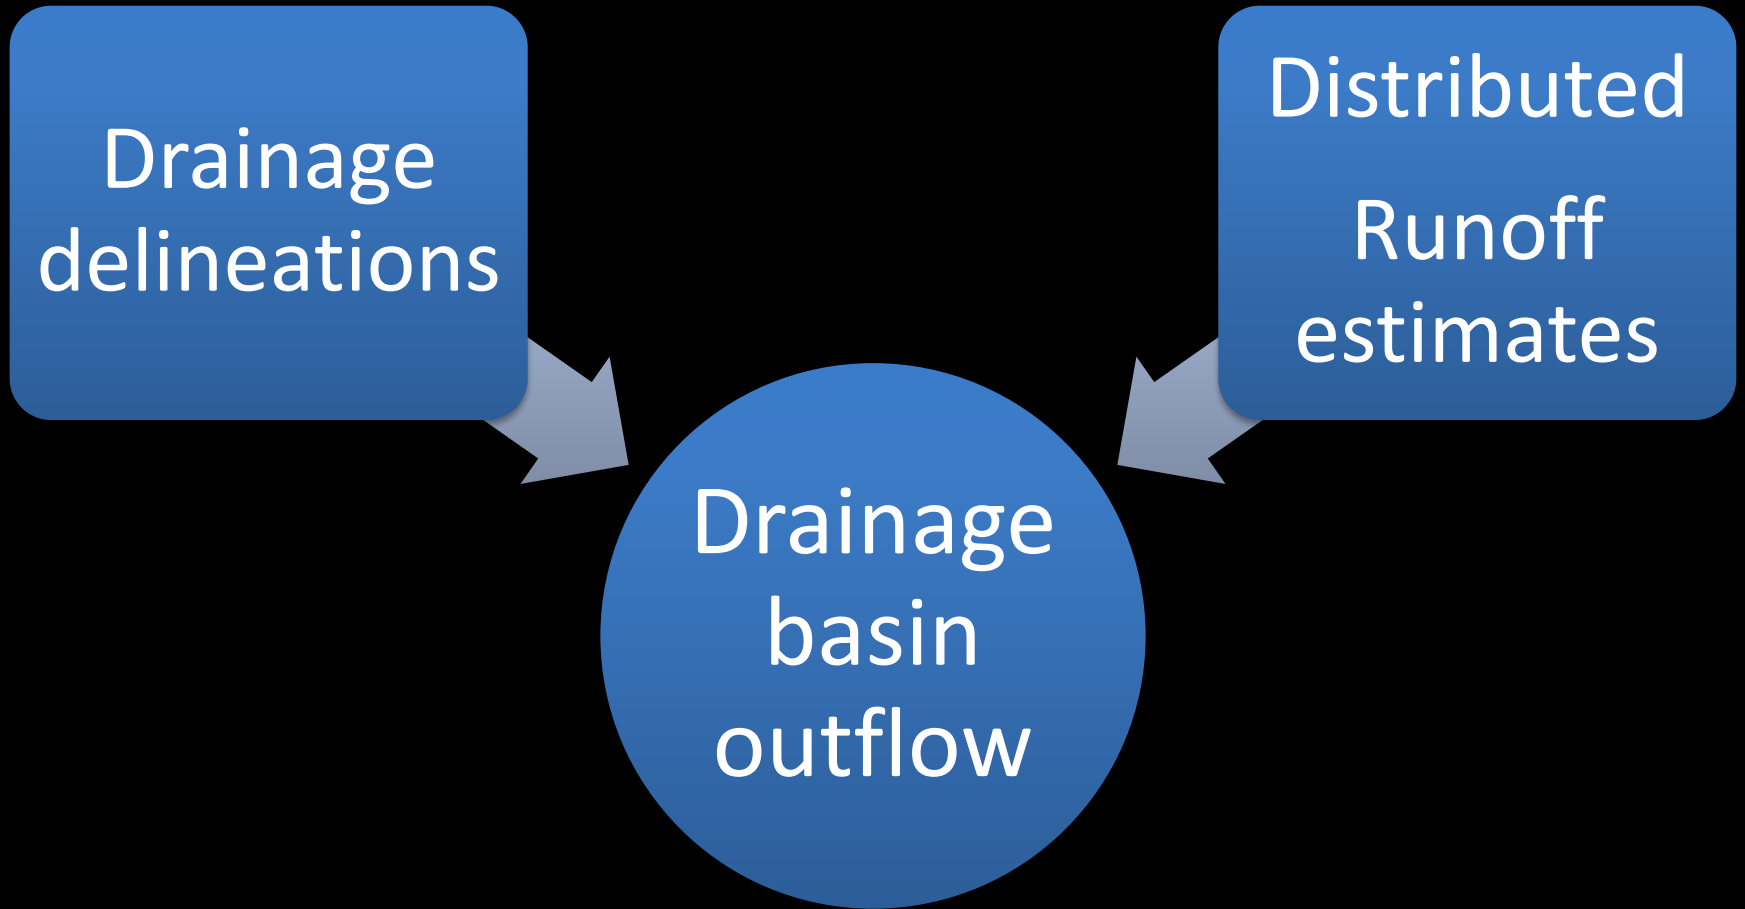 Drainage
delineations
Distributed
Runoff
estimates
Drainage
basin
outflow